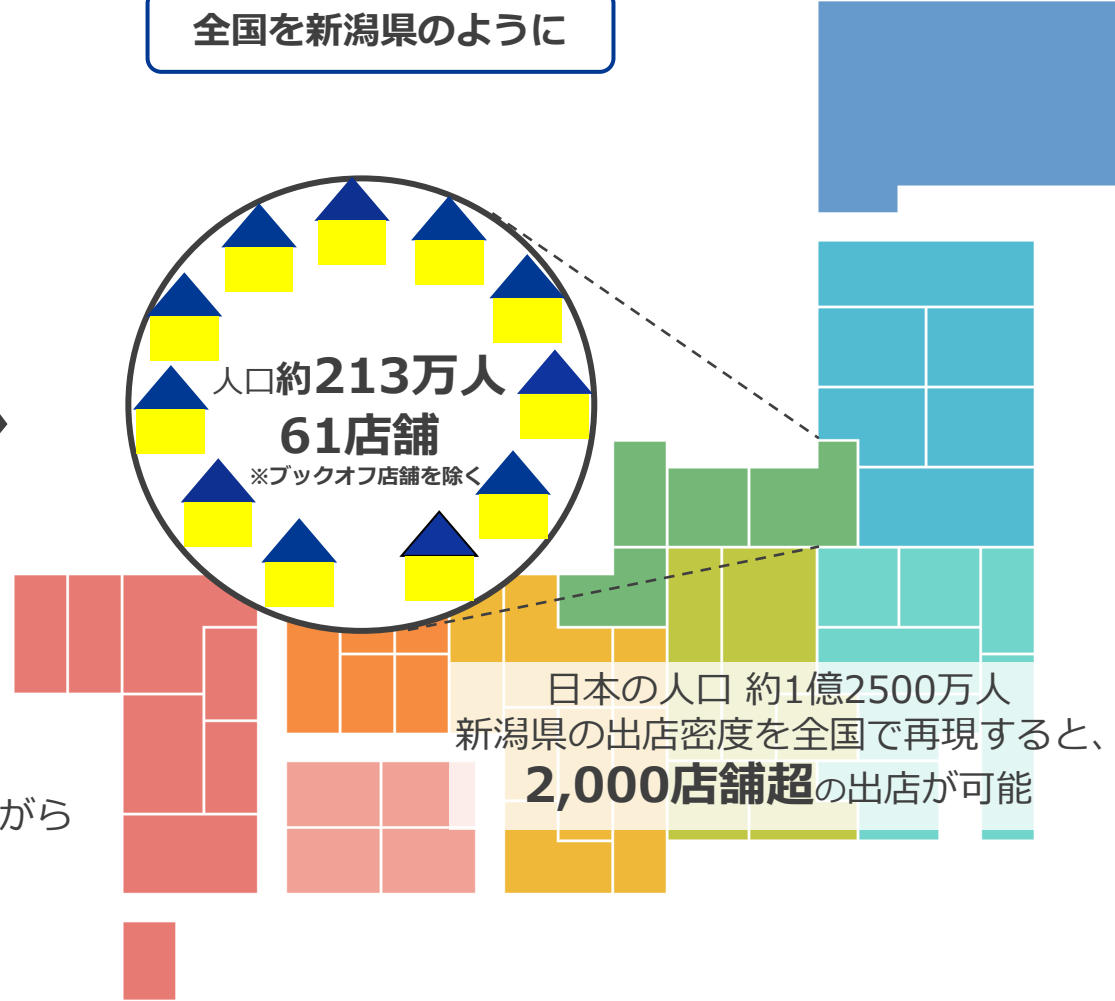 全国を新潟県のように
人口約213万人
61店舗
※ブックオフ店舗を除く
日本の人口 約1億2500万人
新潟県の出店密度を全国で再現すると、
2,000店舗超の出店が可能
がら